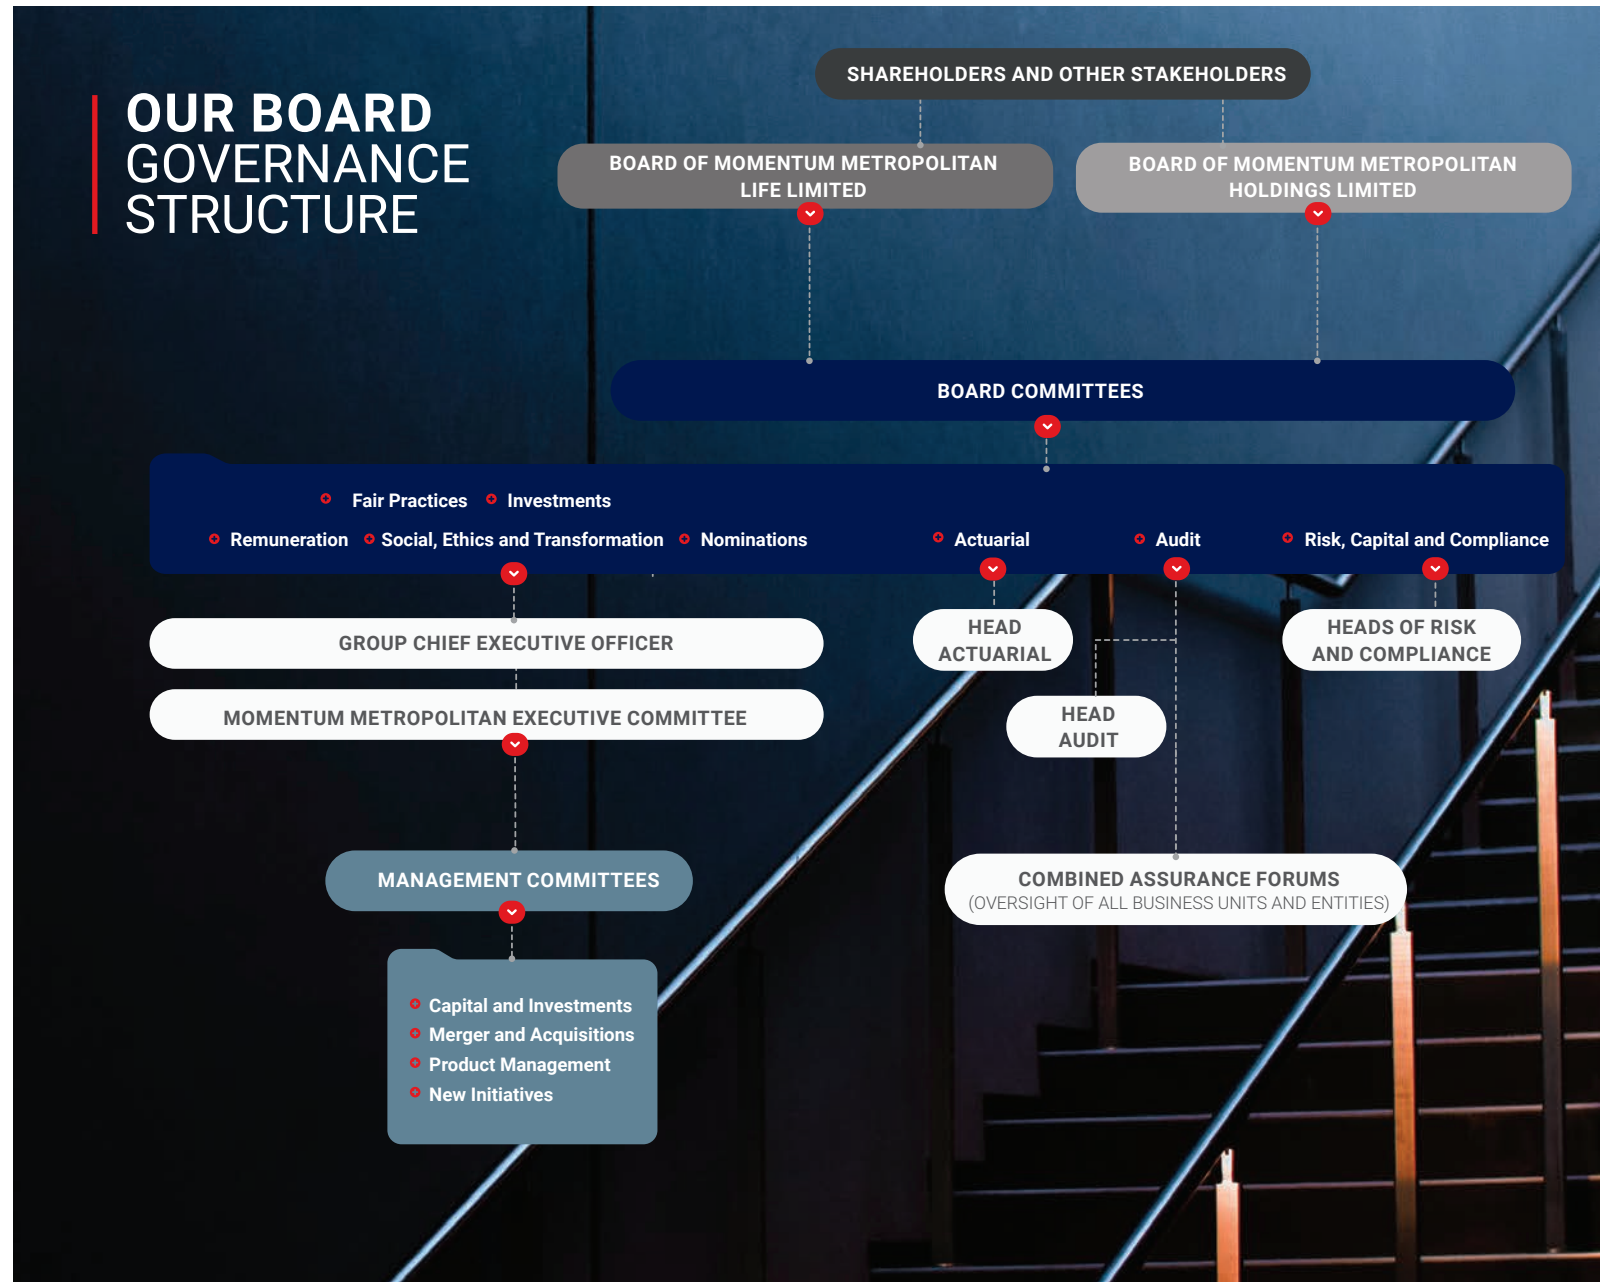 OUR BOARD
GOVERNANCE
STRUCTURE
SHAREHOLDERS AND OTHER STAKEHOLDERS
BOARD OF MOMENTUM METROPOLITAN
LIFE LIMITED
BOARD OF MOMENTUM METROPOLITAN
HOLDINGS LIMITED
BOARD COMMITTEES
Fair Practices
Investments
Remuneration
Social, Ethics and Transformation
Nominations
Actuarial
Audit
Risk, Capital and Compliance
GROUP CHIEF EXECUTIVE OFFICER
MOMENTUM METROPOLITAN EXECUTIVE COMMITTEE
HEAD
ACTUARIAL
HEAD
AUDIT
HEADS OF RISK
AND COMPLIANCE
MANAGEMENT COMMITTEES
COMBINED ASSURANCE FORUMS
(OVERSIGHT OF ALL BUSINESS UNITS AND ENTITIES)
Capital and Investments
Merger and Acquisitions
Product Management
New Initiatives